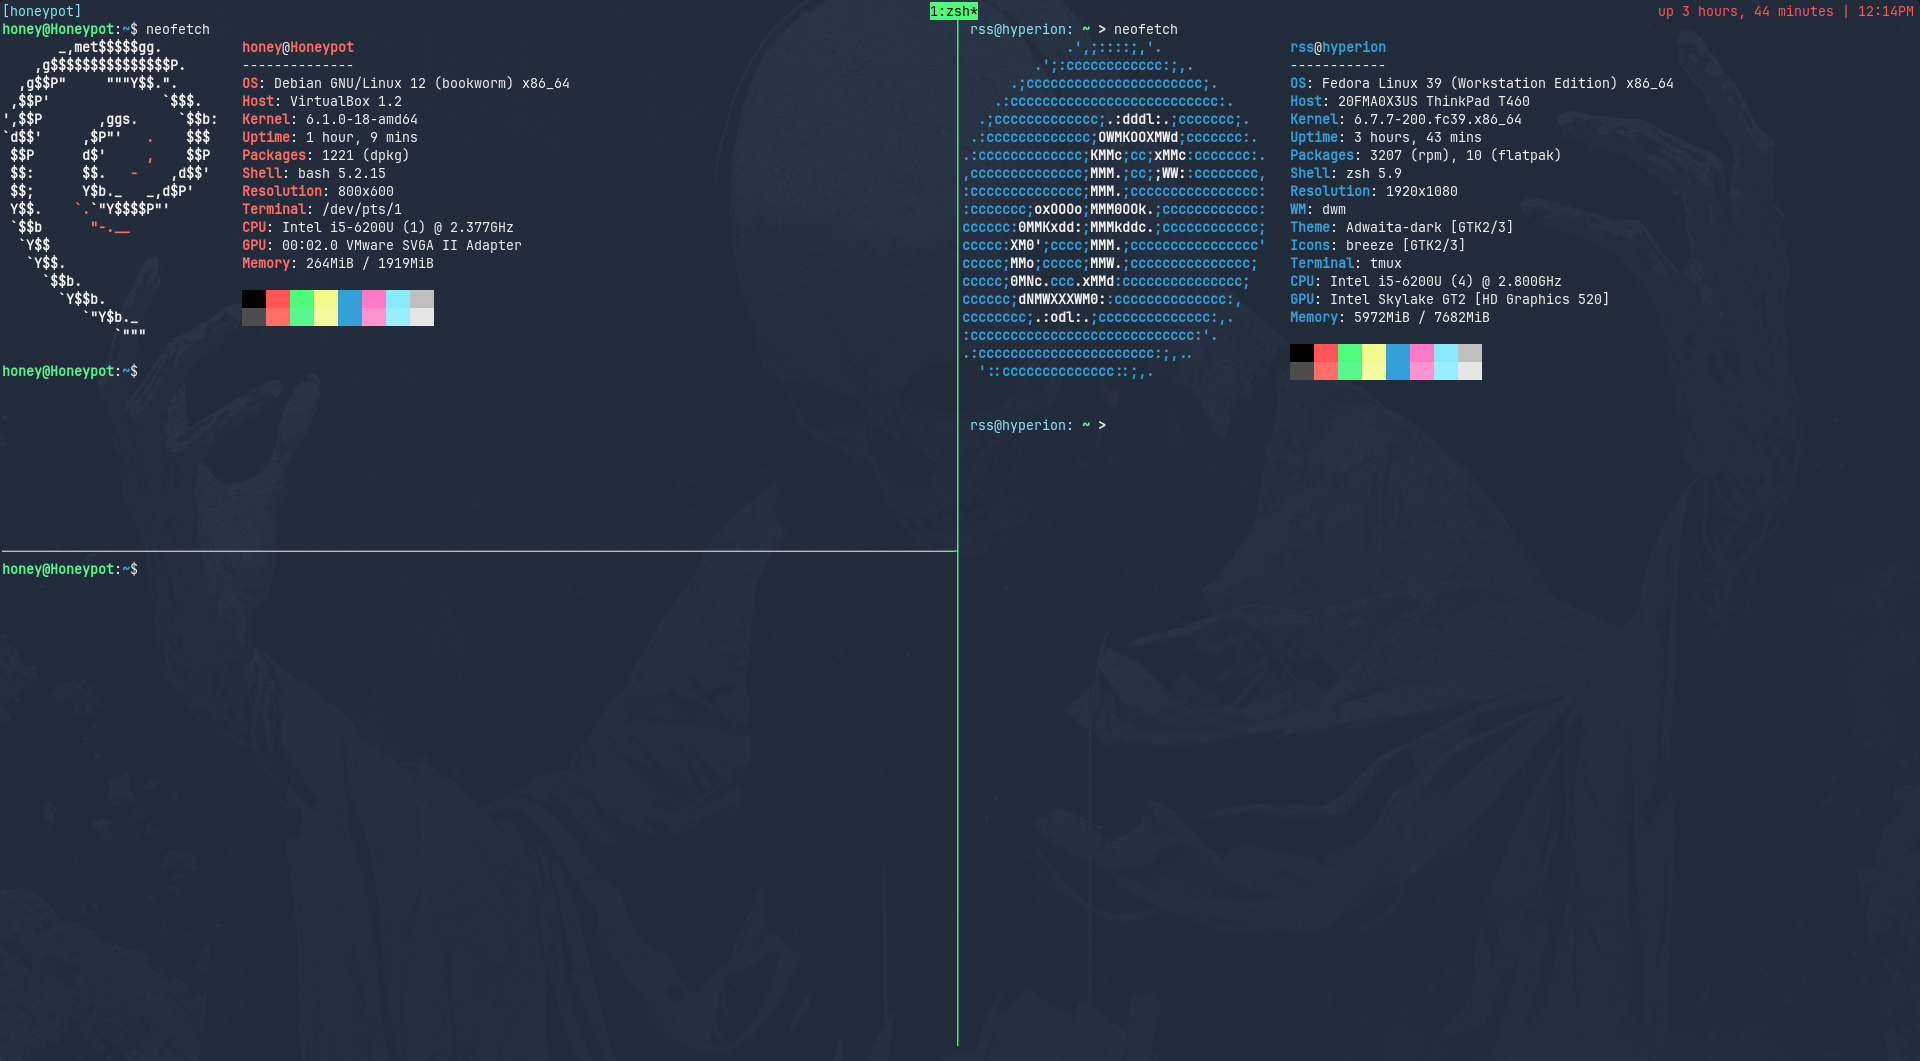 [honeypot]
1:zsh*
up 3 hours, 44 minutes | 12:14PM
honey@Honeypot:~$ neofetch
       _,met$$$$$gg.
    ,g$$$$$$$$$$$$$$$P.
  ,g$$P"     """Y$$.".
 ,$$P'              `$$$.
',$$P       ,ggs.     `$$b:
`d$$'     ,$P"'   .    $$$
 $$P      d$'     ,    $$P
 $$:      $$.   -    ,d$$'
 $$;      Y$b._   _,d$P'
 Y$$.    `.`"Y$$$$P"'
 `$$b      "-.__
  `Y$$
   `Y$$.
     `$$b.
       `Y$$b.
          `"Y$b._
              `"""
honey@Honeypot
--------------
OS: Debian GNU/Linux 12 (bookworm) x86_64
Host: VirtualBox 1.2
Kernel: 6.1.0-18-amd64
Uptime: 1 hour, 9 mins
Packages: 1221 (dpkg)
Shell: bash 5.2.15
Resolution: 800x600
Terminal: /dev/pts/1
CPU: Intel i5-6200U (1) @ 2.377GHz
GPU: 00:02.0 VMware SVGA II Adapter
Memory: 264MiB / 1919MiB
honey@Honeypot:~$
honey@Honeypot:~$
rss@hyperion: ~ > neofetch
             .',;::::;,'.
         .';:cccccccccccc:;,.
      .;cccccccccccccccccccccc;.
    .:cccccccccccccccccccccccccc:.
  .;ccccccccccccc;.:dddl:.;ccccccc;.
 .:ccccccccccccc;OWMKOOXMWd;ccccccc:.
.:ccccccccccccc;KMMc;cc;xMMc:ccccccc:.
,cccccccccccccc;MMM.;cc;;WW::cccccccc,
:cccccccccccccc;MMM.;cccccccccccccccc:
:ccccccc;oxOOOo;MMM0OOk.;cccccccccccc:
cccccc:0MMKxdd:;MMMkddc.;cccccccccccc;
ccccc:XM0';cccc;MMM.;cccccccccccccccc'
ccccc;MMo;ccccc;MMW.;ccccccccccccccc;
ccccc;0MNc.ccc.xMMd:ccccccccccccccc;
cccccc;dNMWXXXWM0::cccccccccccccc:,
cccccccc;.:odl:.;cccccccccccccc:,.
:cccccccccccccccccccccccccccc:'.
.:cccccccccccccccccccccc:;,..
  '::cccccccccccccc::;,.
rss@hyperion
------------
OS: Fedora Linux 39 (Workstation Edition) x86_64
Host: 20FMA0X3US ThinkPad T460
Kernel: 6.7.7-200.fc39.x86_64
Uptime: 3 hours, 43 mins
Packages: 3207 (rpm), 10 (flatpak)
Shell: zsh 5.9
Resolution: 1920x1080
WM: dwm
Theme: Adwaita-dark [GTK2/3]
Icons: breeze [GTK2/3]
Terminal: tmux
CPU: Intel i5-6200U (4) @ 2.800GHz
GPU: Intel Skylake GT2 [HD Graphics 520]
Memory: 5972MiB / 7682MiB
rss@hyperion: ~ >